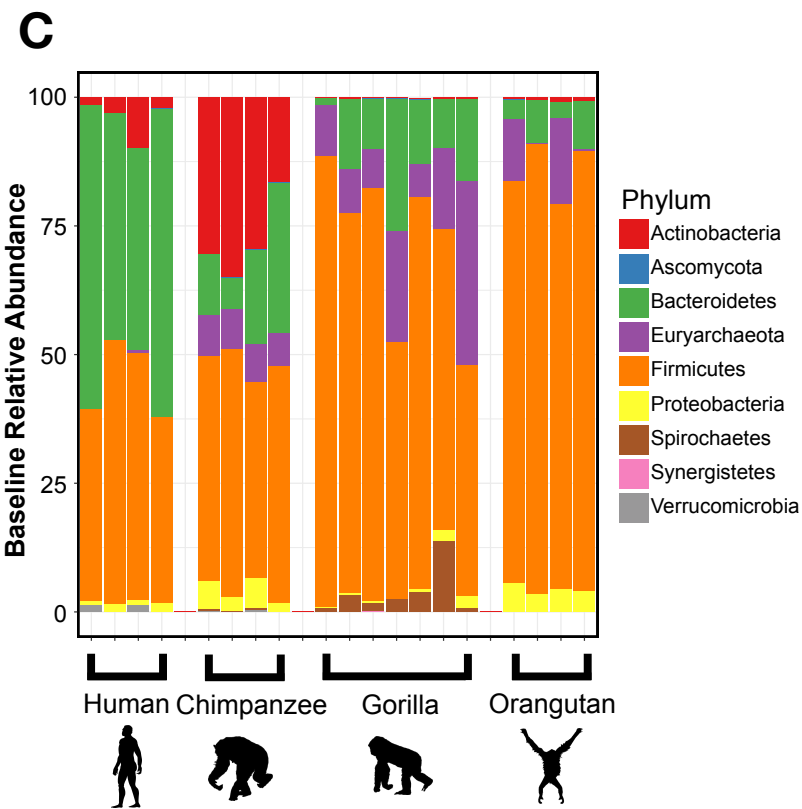 C
Baseline Relative Abundance
100
75
50
25
0
Phylum
Actinobacteria
Ascomycota
Bacteroidetes
Euryarchaeota
Firmicutes
Proteobacteria
Spirochaetes
Synergistetes
Verrucomicrobia
Human Chimpanzee Gorilla Orangutan